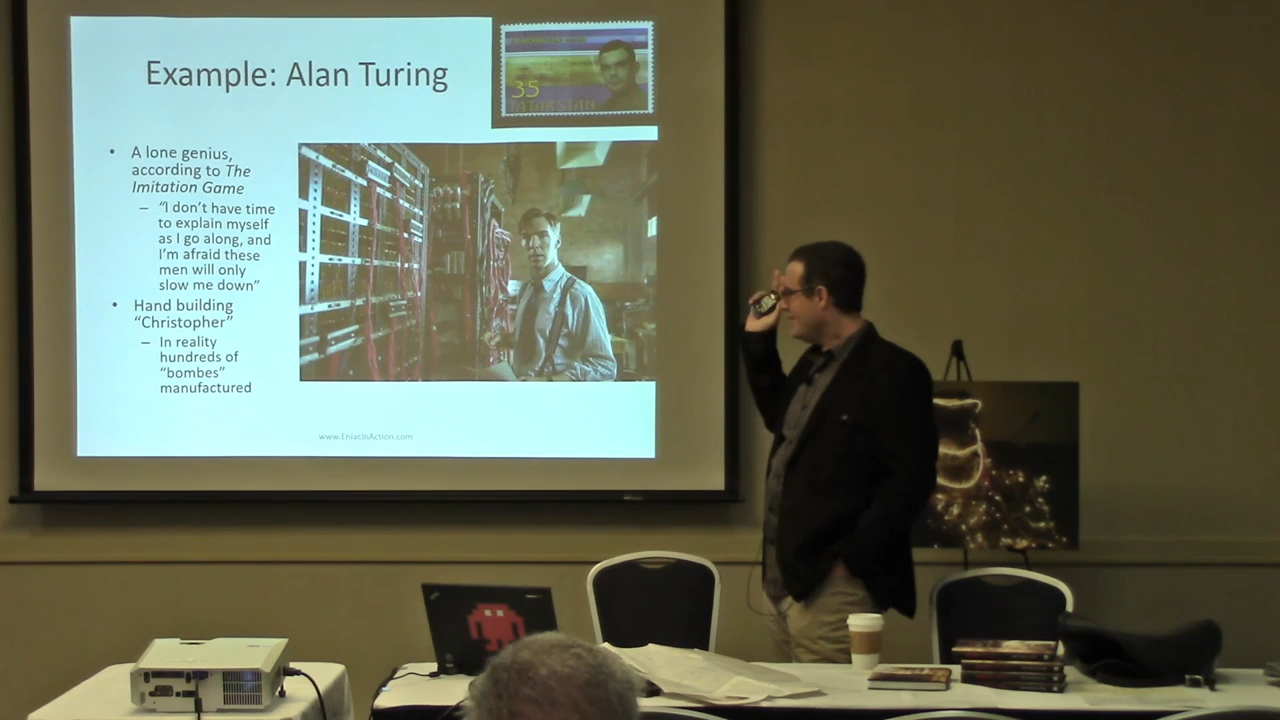 Example: Alan Turing
35
TATARSTAN
• A lone genius,
according to The
Imitation Game
– “I don’t have time
to explain myself
as I go along, and
I’m afraid these
men will only
slow me down”
• Hand building
“Christopher”
– In reality
hundreds of
“bombes”
manufactured
www.EniacInAction.com